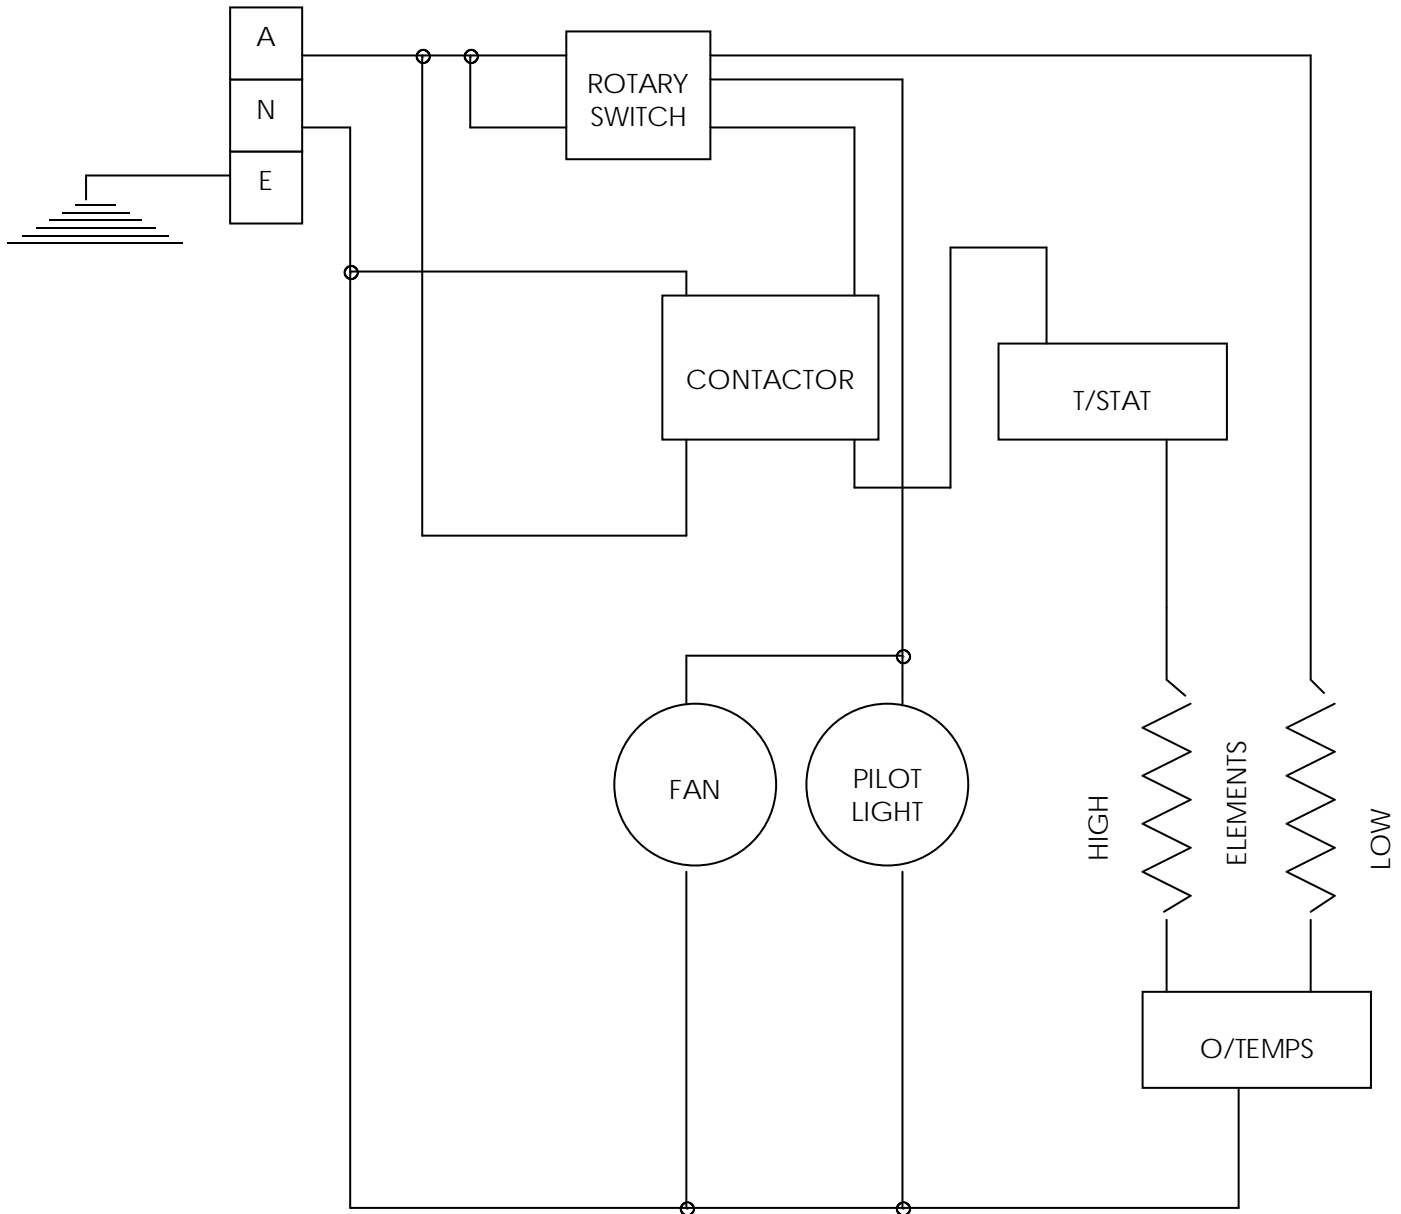 A
N
E
ROTARY
SWITCH
CONTACTOR
T/STAT
FAN
PILOT
LIGHT
HIGH
ELEMENTS
LOW
O/TEMPS